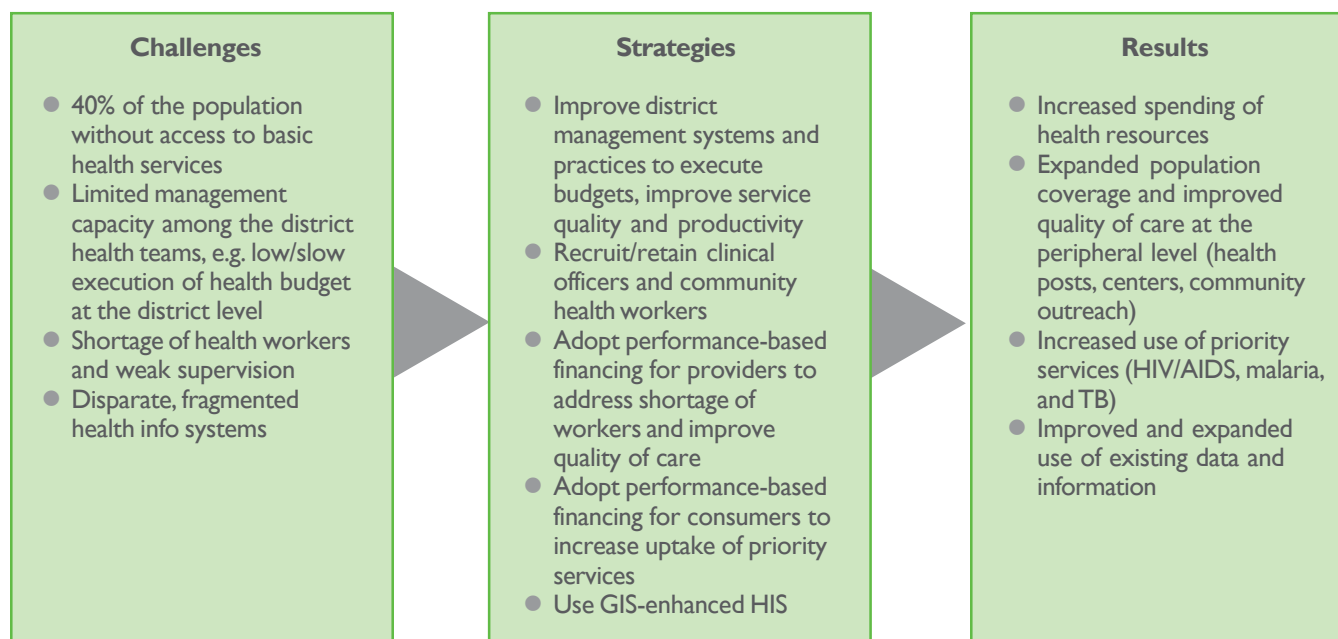 Challenges
● 40% of the population
without access to basic
health services
● Limited management
capacity among the district
health teams, e.g. low/slow
execution of health budget
at the district level
● Shortage of health workers
and weak supervision
● Disparate, fragmented
health info systems
Strategies
● Improve district
management systems and
practices to execute
budgets, improve service
quality and productivity
● Recruit/retain clinical
officers and community
health workers
● Adopt performance-based
financing for providers to
address shortage of
workers and improve
quality of care
● Adopt performance-based
financing for consumers to
increase uptake of priority
services
● Use GIS-enhanced HIS
Results
● Increased spending of
health resources
● Expanded population
coverage and improved
quality of care at the
peripheral level (health
posts, centers, community
outreach)
● Increased use of priority
services (HIV/AIDS, malaria,
and TB)
● Improved and expanded
use of existing data and
information